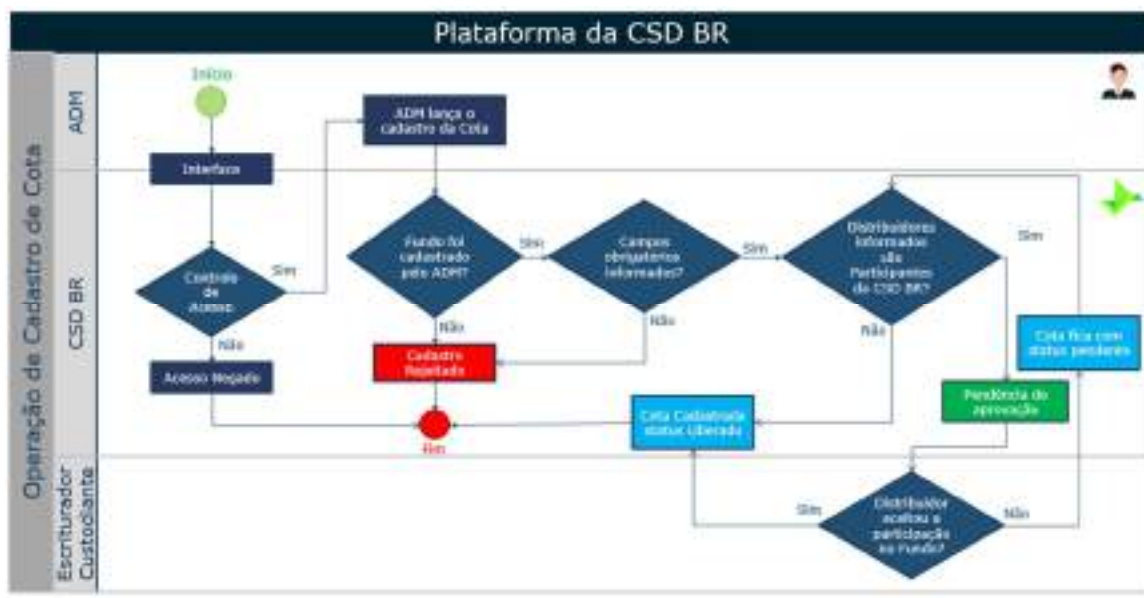 Plataforma da CSD BR
Operação de Cadastro de Cota
ADM
Início
ADM lança o
cadastro da Cota
Interface
CSD BR
Controle
de
Acesso
Sim
Não
Acesso Negado
Fundo foi
cadastrado
pelo ADM?
Sim
Não
Campos
obrigatórios
informados?
Sim
Não
Cadastro
Rejeitado
Fim
Distribuidores
informados
são
Participantes
da CSD BR?
Sim
Não
Cota fica com
status pendente
Pendência de
aprovação
Cota Cadastrada
status Liberada
Escriturador
Custodiante
Distribuidor
aceitou a
participação
no Fundo?
Sim
Não